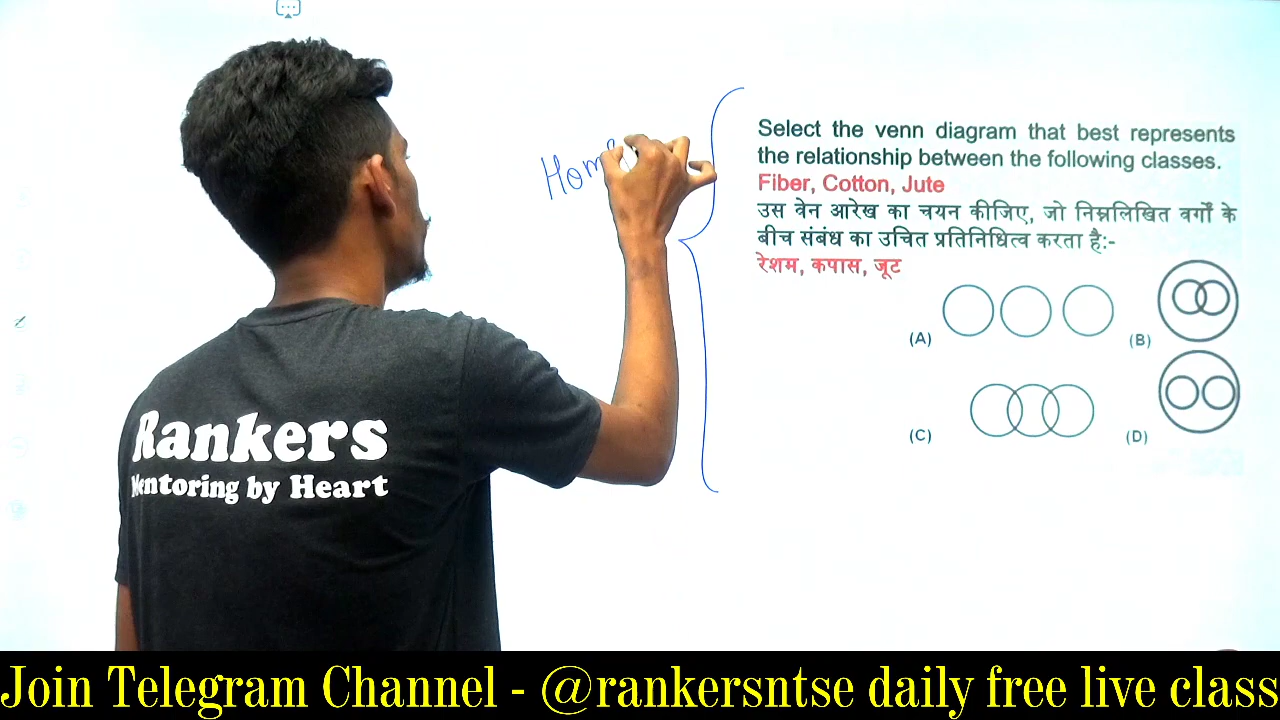 Select the venn diagram that best represents
the relationship between the following classes.
Fiber, Cotton, Jute
उस वेन आरेख का चयन कीजिए, जो निम्नलिखित वर्गों के
बीच संबंध का उचित प्रतिनिधित्व करता है:-
रेशम, कपास, जूट
(A)
(B)
(C)
(D)
Rankers
Mentoring by Heart
Join Telegram Channel - @rankersntse daily free live class